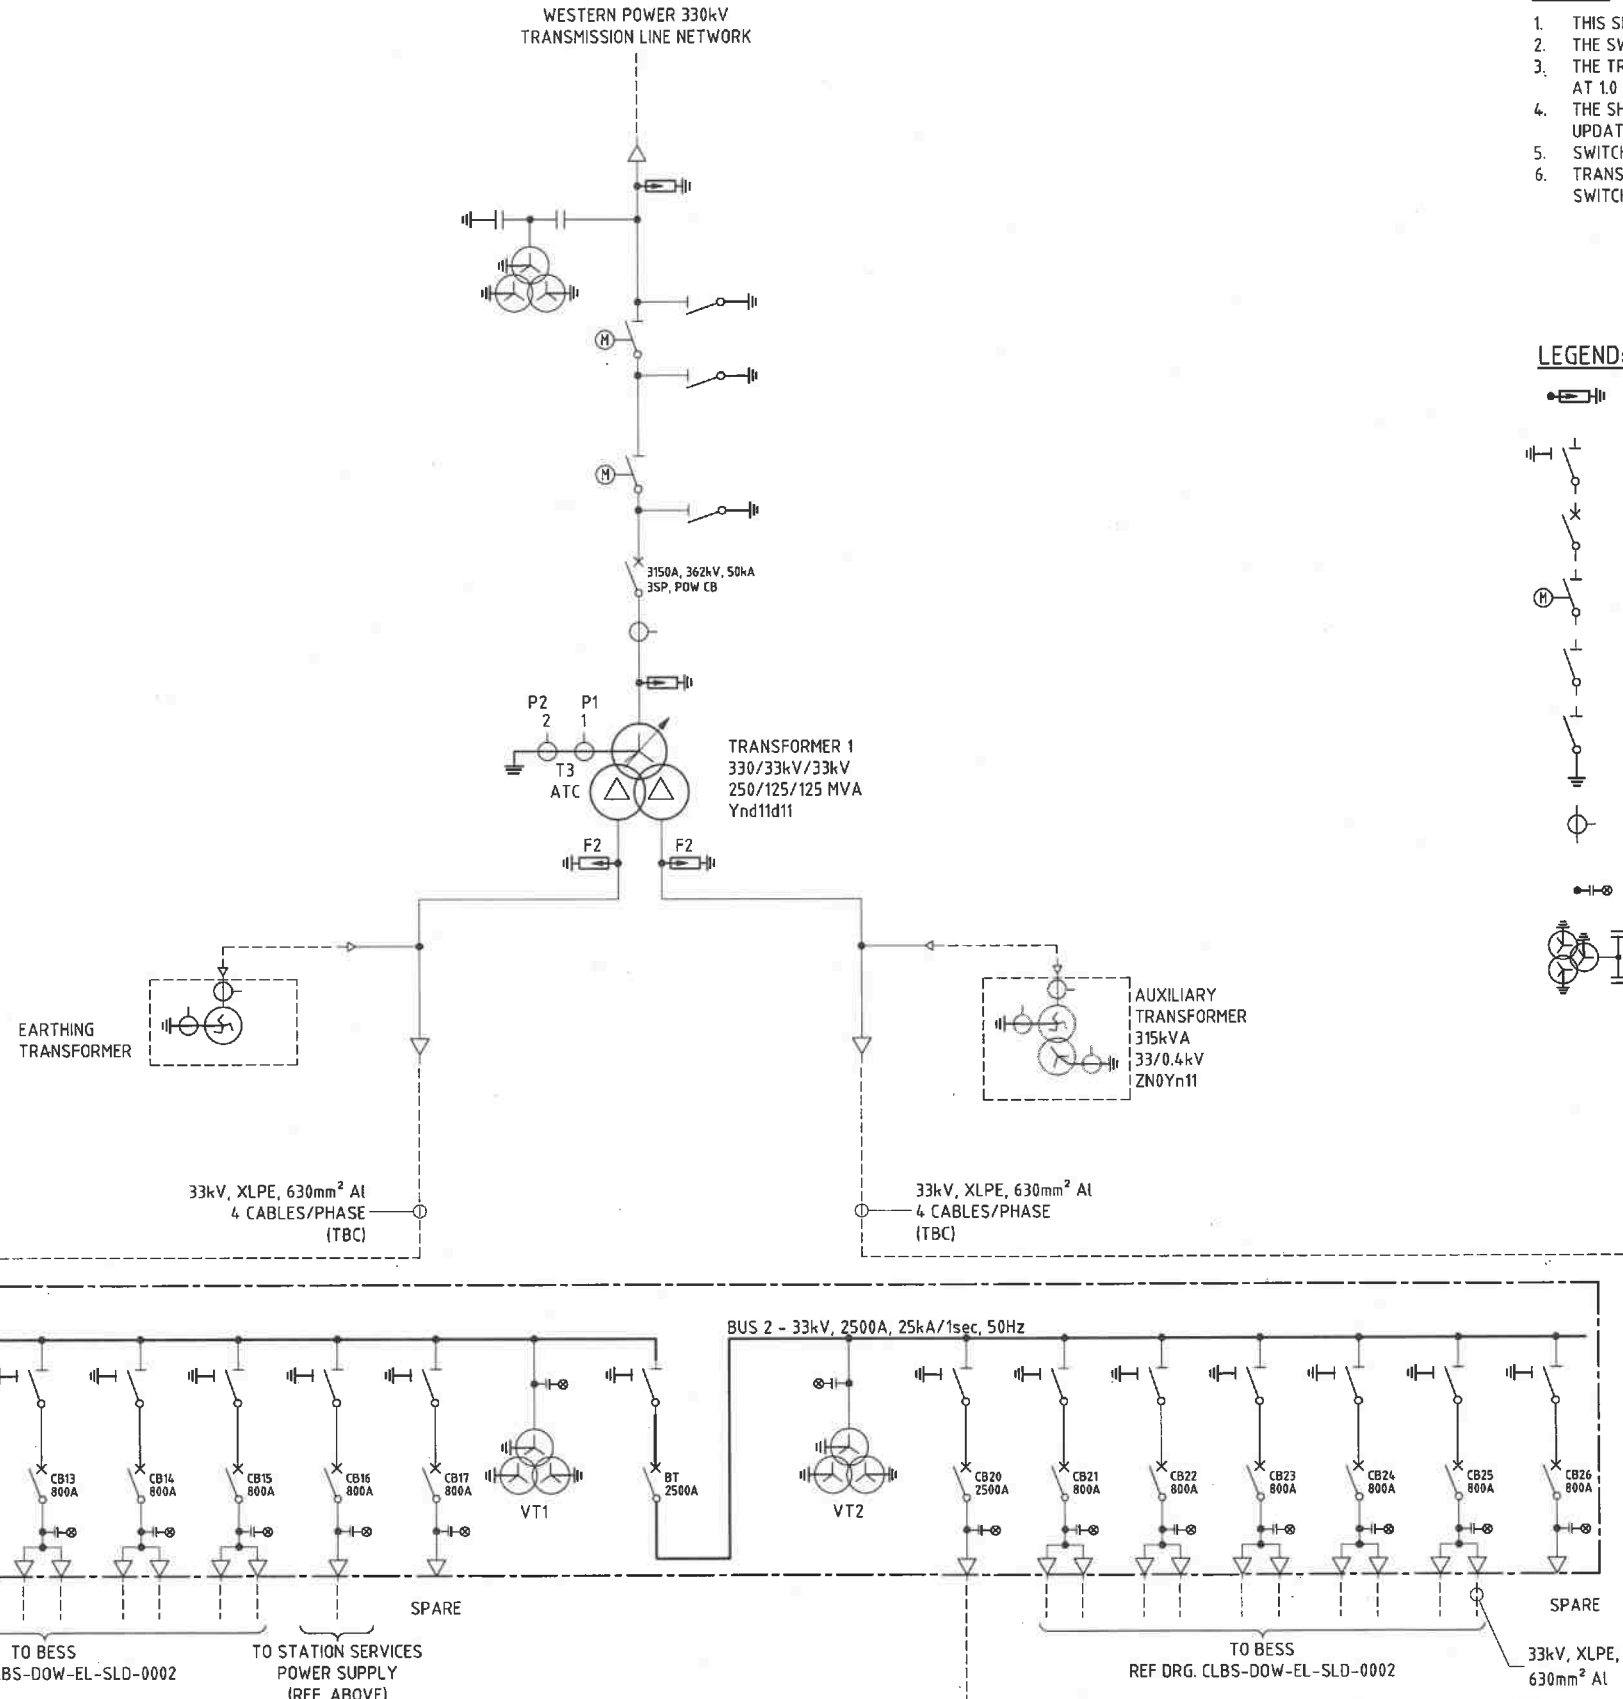 WESTERN POWER 330kV
TRANSMISSION LINE NETWORK
1. THIS
2. THE
3. THE
AT 1.0
4. THE
5.
6.
LEGEND:
M
M
3150A, 362kV, 50kA
3SP, POW CB
M
P2 P1
2 1
T3
ATC
TRANSFORMER 1
330/33kV/33kV
250/125/125 MVA
Ynd11d11
F2 F2
EARTHING
TRANSFORMER
AUXILIARY
TRANSFORMER
315kVA
33/0.4kV
ZN0Yn11
33kV, XLPE, 630mm² Al
4 CABLES/PHASE
(TBC)
33kV, XLPE, 630mm² Al
4 CABLES/PHASE
(TBC)
BUS 2 - 33kV, 2500A, 25kA/1sec, 50Hz
CB13
800A
CB14
800A
CB15
800A
CB16
800A
CB17
800A
VT1
BT
2500A
VT2
CB20
2500A
CB21
800A
CB22
800A
CB23
800A
CB24
800A
CB25
800A
CB26
800A
SPARE
SPARE
TO BESS
LBS-DOW-EL-SLD-0002
TO STATION SERVICES
POWER SUPPLY
(REF. ABOVE)
TO BESS
REF DRG. CLBS-DOW-EL-SLD-0002
33kV, XLPE,
630mm² Al